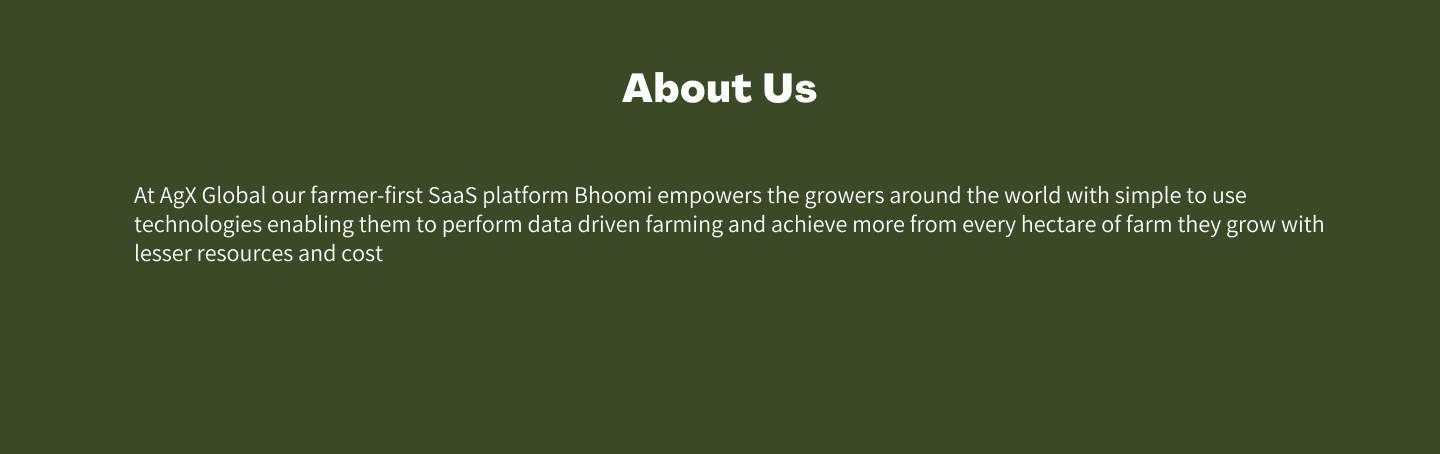 About Us
At AgX Global our farmer-first SaaS platform Bhoomi empowers the growers around the world with simple to use
technologies enabling them to perform data driven farming and achieve more from every hectare of farm they grow with
lesser resources and cost